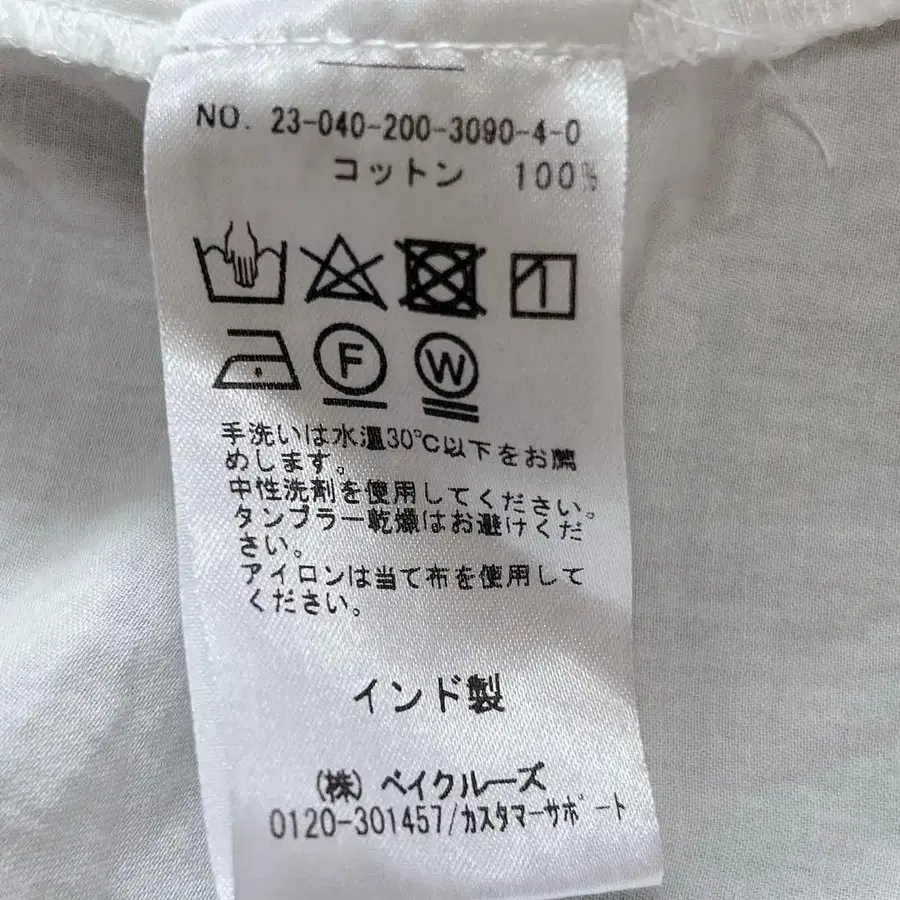 NO. 23-040-200-3090-4-0
コットン 100%
F W
手洗いは水温30℃以下をお薦
めします。
中性洗剤を使用してください。
タンブラー乾燥はお避けくだ
さい。
アイロンは当て布を使用して
ください。
インド製
(株) ベイクルーズ
0120-301457/カスタマーサポート